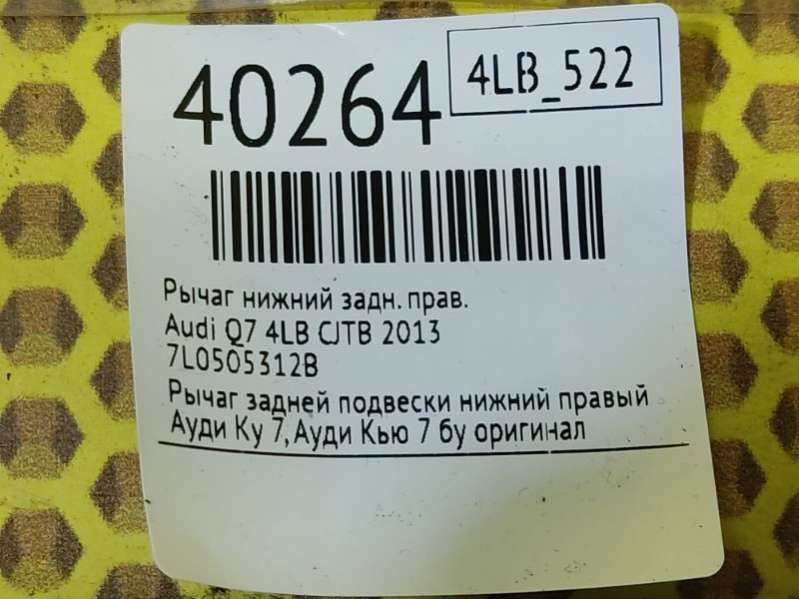 40264
4LB_522
Рычаг нижний задн. прав.
Audi Q7 4LB CJTB 2013
7L0505312B
Рычаг задней подвески нижний правый
Ауди Ку 7, Ауди Кью 7 бу оригинал